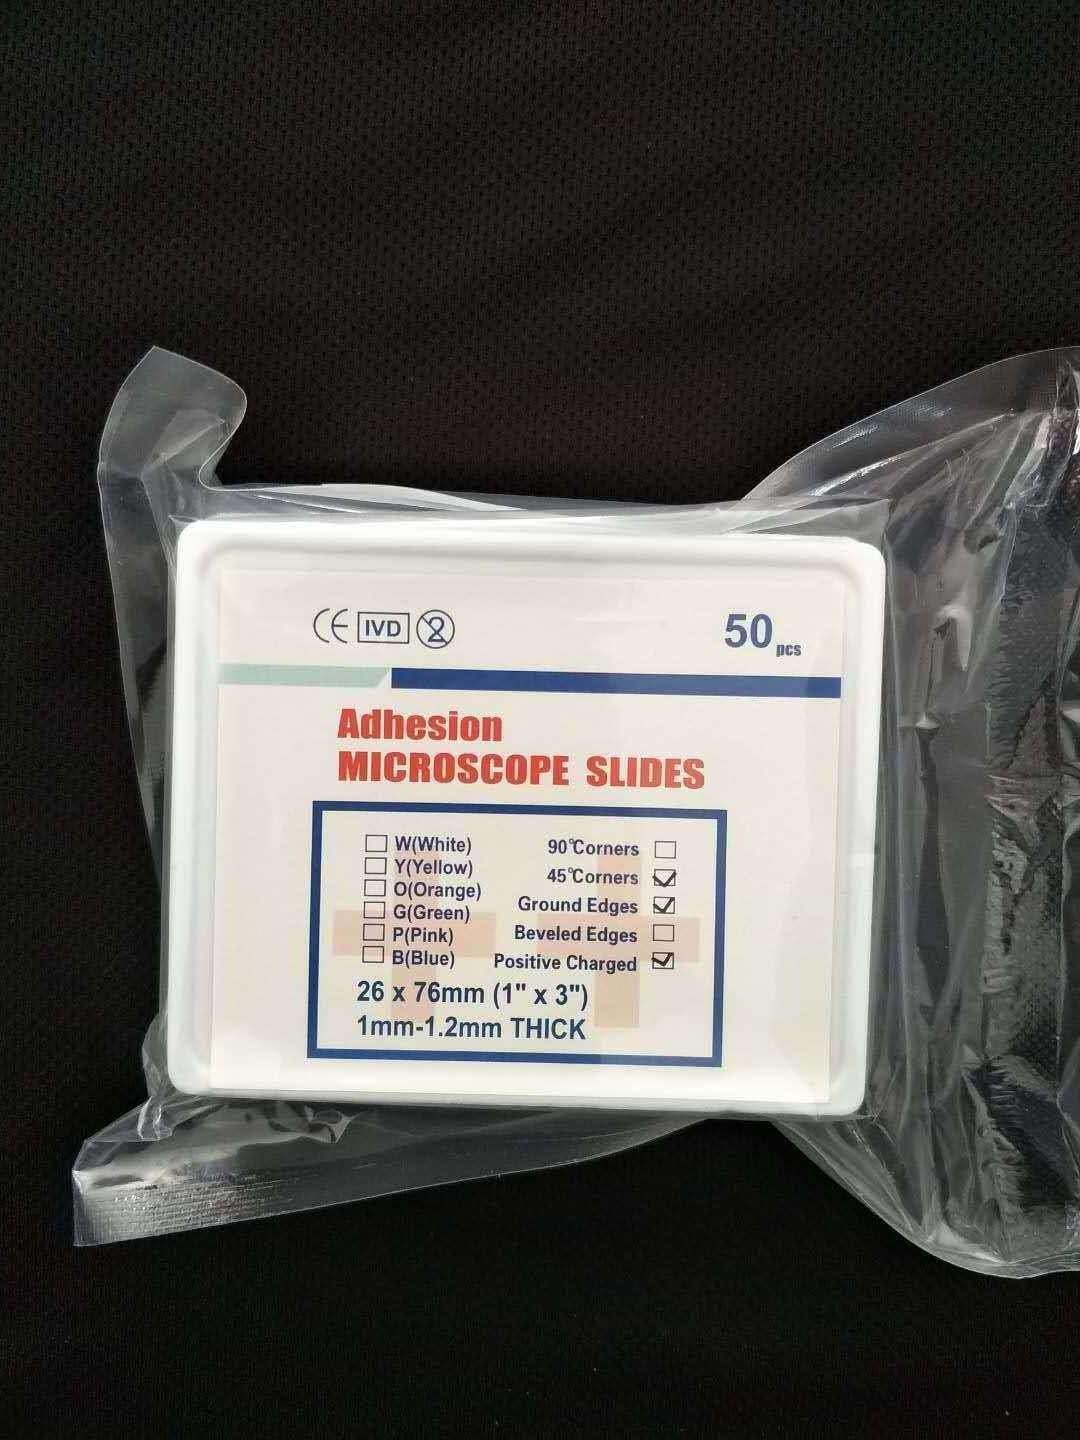 CE IVD 2
50 pcs
Adhesion
MICROSCOPE SLIDES
W(White)
Y(Yellow)
O(Orange)
G(Green)
P(Pink)
B(Blue)
90°Corners
45°Corners
Ground Edges
Beveled Edges
Positive Charged
26 x 76mm (1" x 3")
1mm-1.2mm THICK